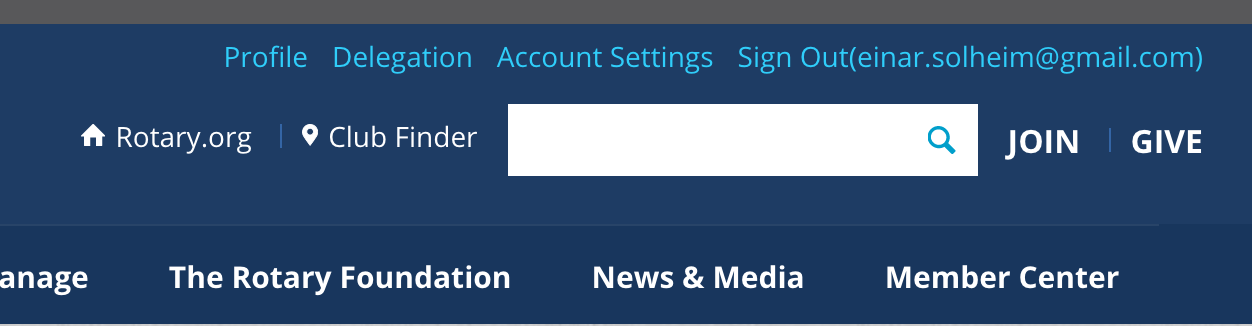 Profile Delegation Account Settings Sign Out(einar.solheim@gmail.com)
Rotary.org Club Finder JOIN GIVE
anage The Rotary Foundation News & Media Member Center